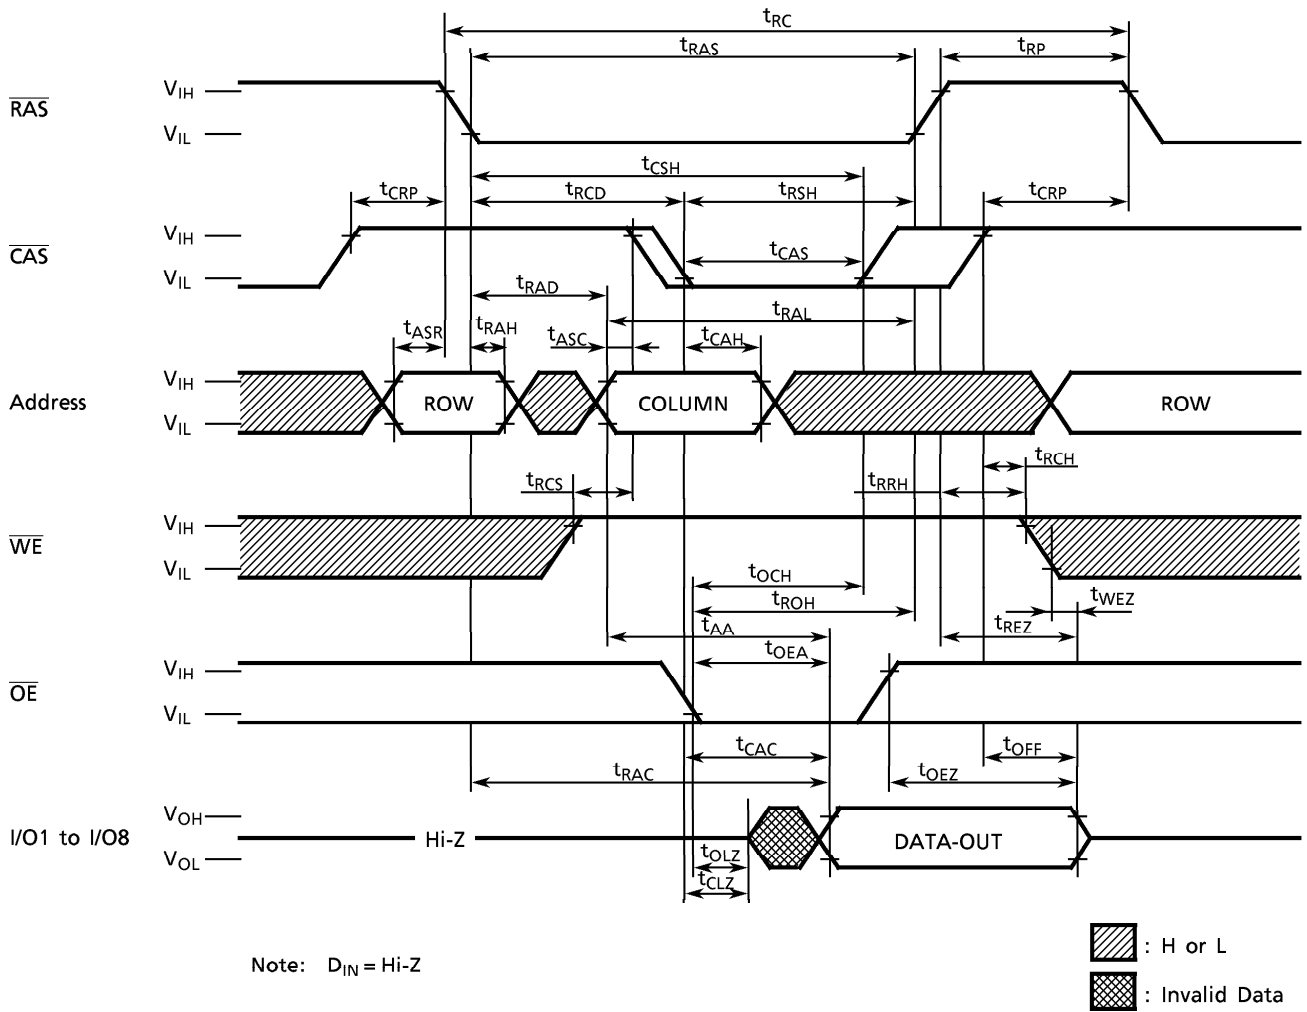 tRC
tRAS tRP
RAS VIH
VIL
tCSH
tCRP tRCD tRSH tCRP
CAS VIH
VIL
tCAS
tRAD
tRAL
tASR tRAH tASC tCAH
Address VIH
VIL
ROW COLUMN ROW
tRCH
tRCS tRRH
WE VIH
VIL
tOCH
tROH tWEZ
tAA tREZ
tOEA
OE VIH
VIL
tCAC tOFF
tRAC tOEZ
I/O1 to I/O8 VOH
VOL
Hi-Z DATA-OUT
tOLZ
tCLZ
: H or L
Note: DIN = Hi-Z
: Invalid Data